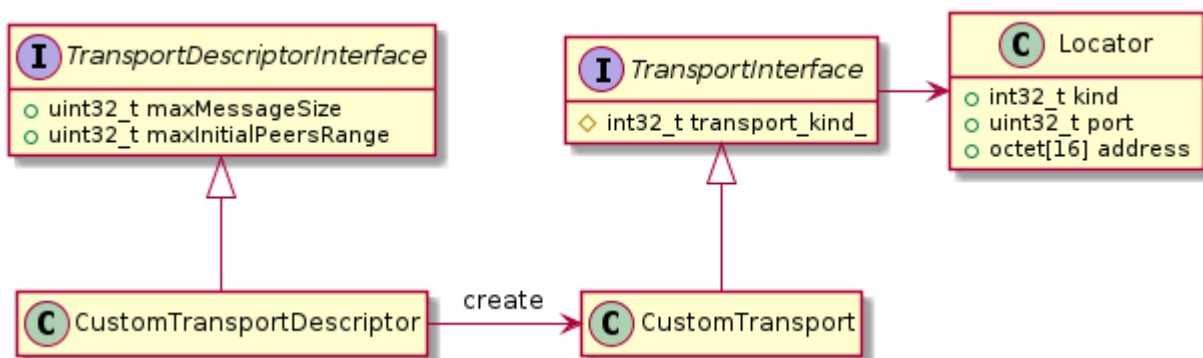 I TransportDescriptorInterface
uint32_t maxMessageSize
uint32_t maxInitialPeersRange
I TransportInterface
int32_t transport_kind_
C Locator
int32_t kind
uint32_t port
octet[16] address
C CustomTransportDescriptor
create
C CustomTransport